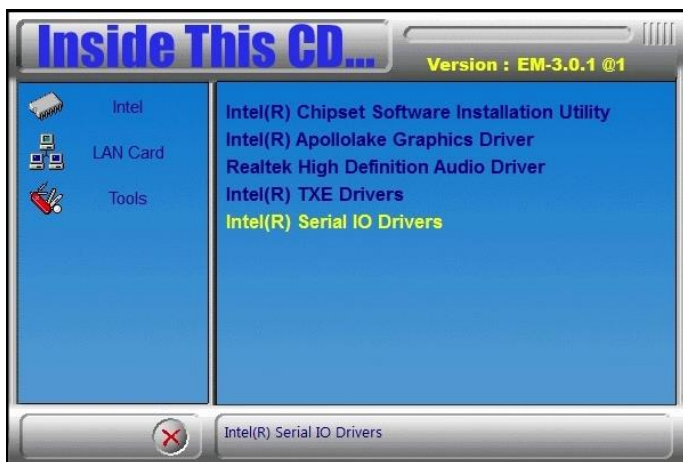 Inside This CD...
Version : EM-3.0.1 @1
Intel
LAN Card
Tools
Intel(R) Chipset Software Installation Utility
Intel(R) Apollolake Graphics Driver
Realtek High Definition Audio Driver
Intel(R) TXE Drivers
Intel(R) Serial IO Drivers
Intel(R) Serial IO Drivers